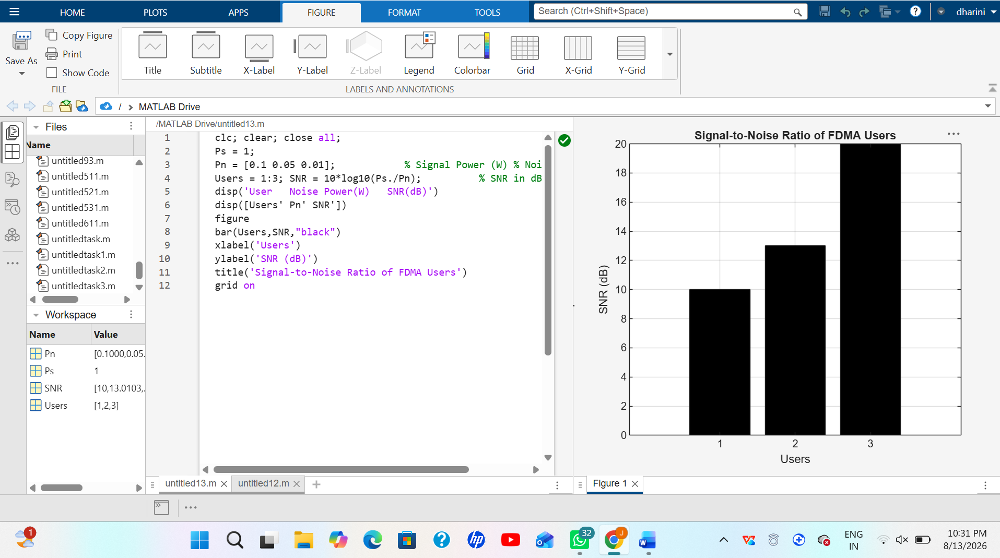 HOME PLOTS APPS FIGURE FORMAT TOOLS Search (Ctrl+Shift+Space) dharini
Save As
Copy Figure
Print
Show Code
FILE
Title Subtitle X-Label Y-Label Z-Label Legend Colorbar Grid X-Grid Y-Grid
LABELS AND ANNOTATIONS
/ › MATLAB Drive
Files
Name
untitled93.m
untitled511.m
untitled521.m
untitled531.m
untitled611.m
untitledtask.m
untitledtask1.m
untitledtask2.m
untitledtask3.m
Workspace
Name Value
Pn [0.1000,0.05.
Ps 1
SNR [10,13.0103,.
Users [1,2,3]
/MATLAB Drive/untitled13.m
1 clc; clear; close all;
2 Ps = 1;
3 Pn = [0.1 0.05 0.01]; % Signal Power (W) % Noi
4 Users = 1:3; SNR = 10*log10(Ps./Pn); % SNR in dB
5 disp('User   Noise Power(W)   SNR(dB)')
6 disp([Users' Pn' SNR'])
7 figure
8 bar(Users,SNR,"black")
9 xlabel('Users')
10 ylabel('SNR (dB)')
11 title('Signal-to-Noise Ratio of FDMA Users')
12 grid on
untitled13.m untitled12.m
Signal-to-Noise Ratio of FDMA Users
20
18
16
14
12
10
8
6
4
2
0
SNR (dB)
1 2 3
Users
Figure 1
1
hp
32
J
ENG
IN
10:31 PM
8/13/2026